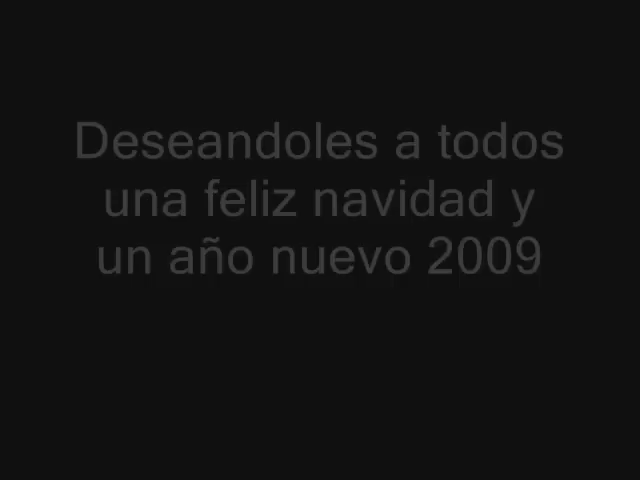 Deseandoles a todos
una feliz navidad y
un año nuevo 2009